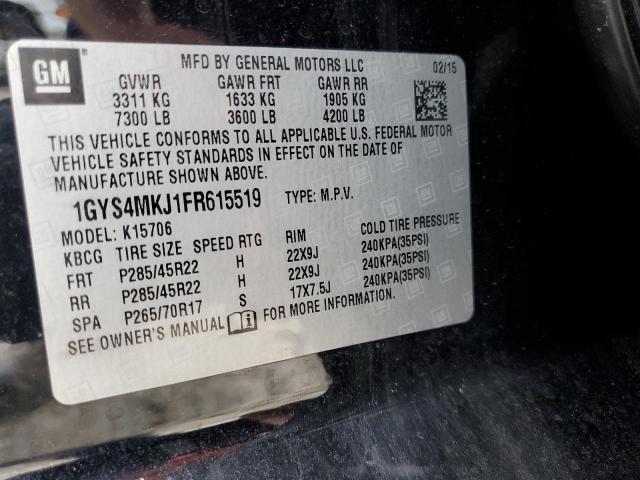 GM ®
MFD BY GENERAL MOTORS LLC
02/15
GVWR GAWR FRT GAWR RR
3311 KG 1633 KG 1905 KG
7300 LB 3600 LB 4200 LB
THIS VEHICLE CONFORMS TO ALL APPLICABLE U.S. FEDERAL MOTOR
VEHICLE SAFETY STANDARDS IN EFFECT ON THE DATE OF
MANUFACTURE SHOWN ABOVE.
1GYS4MKJ1FR615519 TYPE: M.P.V.
MODEL: K15706
KBCG TIRE SIZE SPEED RTG RIM COLD TIRE PRESSURE
FRT P285/45R22 H 22X9J 240KPA(35PSI)
RR P285/45R22 H 22X9J 240KPA(35PSI)
SPA P265/70R17 S 17X7.5J 240KPA(35PSI)
SEE OWNER'S MANUAL i FOR MORE INFORMATION.